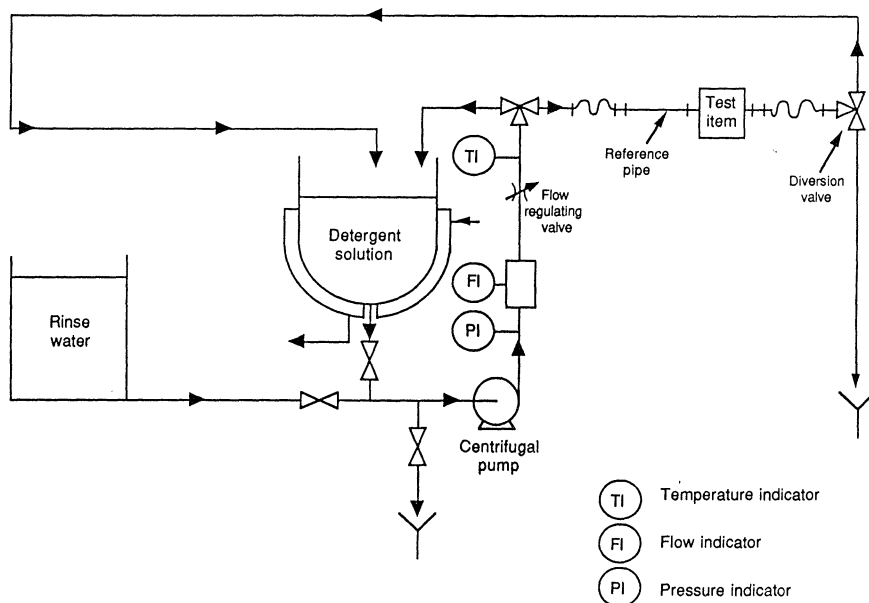 Test
item
TI
Reference
pipe
Diversion
valve
Flow
regulating
valve
Detergent
solution
FI
Rinse
water
PI
Centrifugal
pump
TI Temperature indicator
FI Flow indicator
PI Pressure indicator